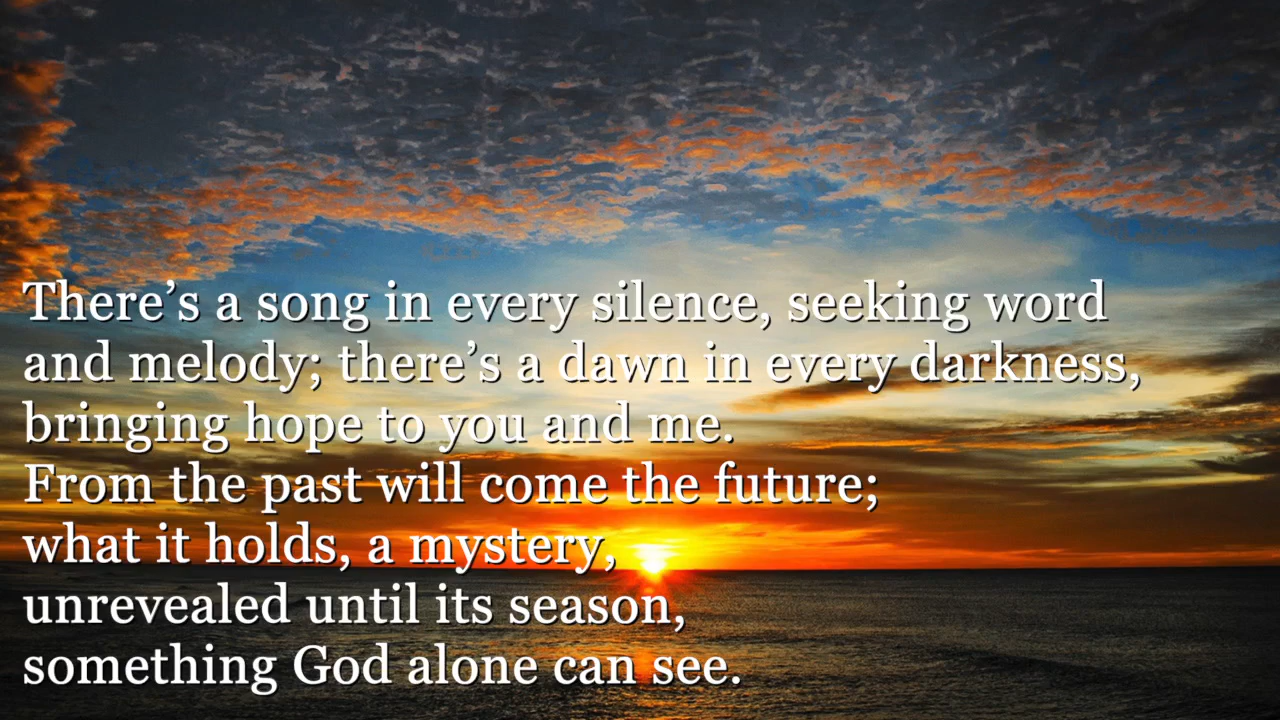 There’s a song in every silence, seeking word
and melody; there’s a dawn in every darkness,
bringing hope to you and me.
From the past will come the future;
what it holds, a mystery,
unrevealed until its season,
something God alone can see.